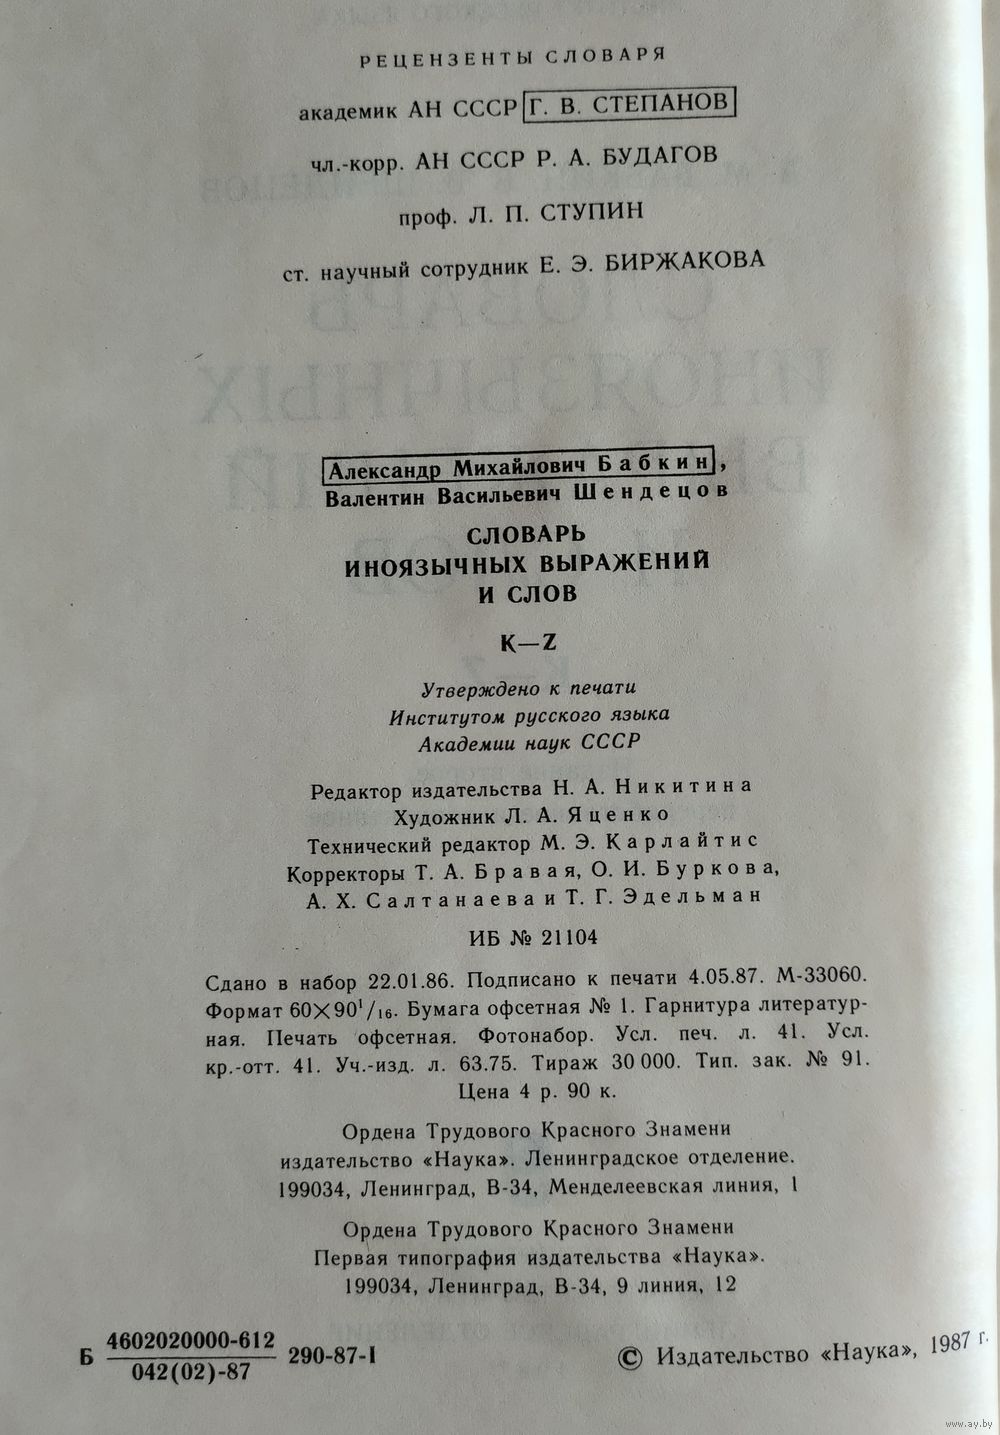 РЕЦЕНЗЕНТЫ СЛОВАРЯ
академик АН СССР Г. В. СТЕПАНОВ
чл.-корр. АН СССР Р. А. БУДАГОВ
проф. Л. П. СТУПИН
ст. научный сотрудник Е. Э. БИРЖАКОВА
Александр Михайлович Бабкин,
Валентин Васильевич Шендецов
СЛОВАРЬ
ИНОЯЗЫЧНЫХ ВЫРАЖЕНИЙ
И СЛОВ
K—Z
Утверждено к печати
Институтом русского языка
Академии наук СССР
Редактор издательства Н. А. Никитина
Художник Л. А. Яценко
Технический редактор М. Э. Карлайтис
Корректоры Т. А. Бравая, О. И. Буркова,
А. Х. Салтанаева и Т. Г. Эдельман
ИБ № 21104
Сдано в набор 22.01.86. Подписано к печати 4.05.87. М-33060.
Формат 60×90¹/₁₆. Бумага офсетная № 1. Гарнитура литератур-
ная. Печать офсетная. Фотонабор. Усл. печ. л. 41. Усл.
кр.-отт. 41. Уч.-изд. л. 63.75. Тираж 30 000. Тип. зак. № 91.
Цена 4 р. 90 к.
Ордена Трудового Красного Знамени
издательство «Наука». Ленинградское отделение.
199034, Ленинград, В-34, Менделеевская линия, 1
Ордена Трудового Красного Знамени
Первая типография издательства «Наука».
199034, Ленинград, В-34, 9 линия, 12
Б 4602020000-612 290-87-I
042(02)-87
© Издательство «Наука», 1987 г.
www.ay.by